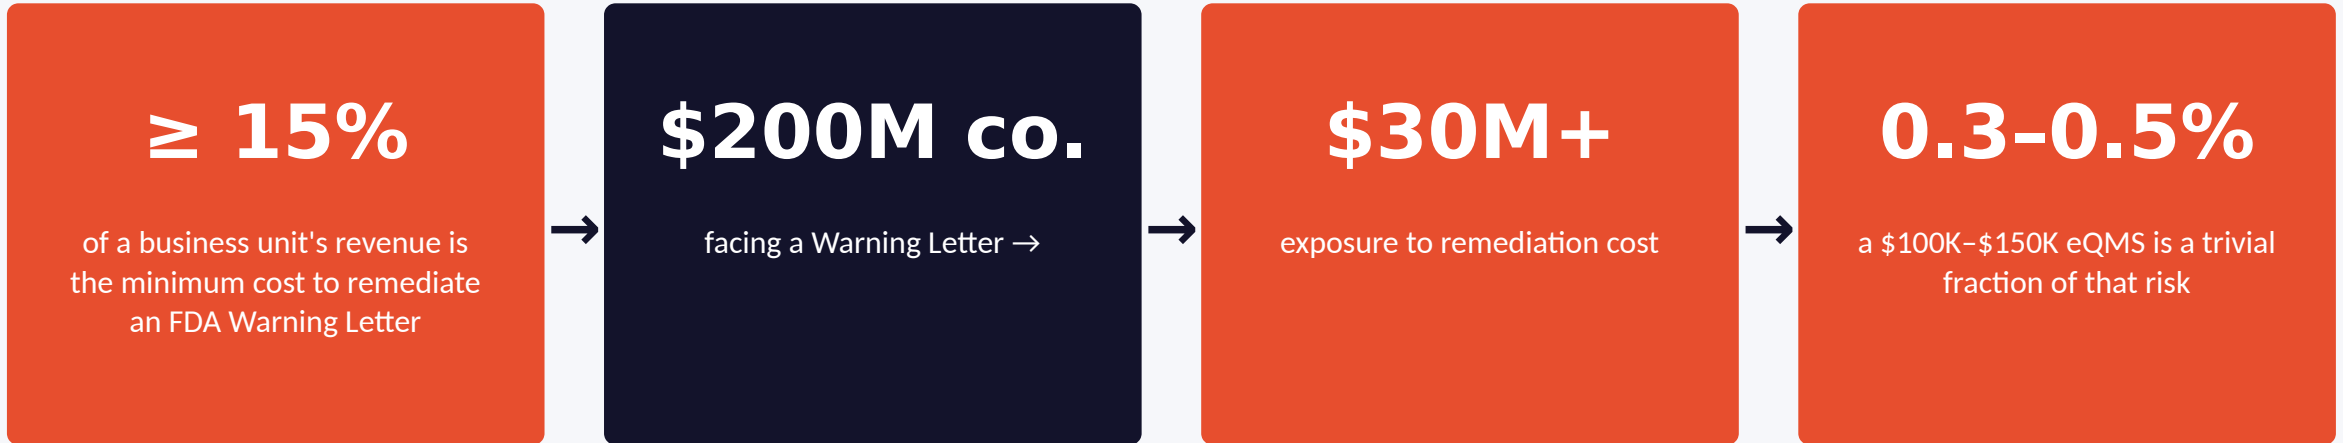 ≥ 15%
of a business unit's revenue is
the minimum cost to remediate
an FDA Warning Letter
→
$200M co.
facing a Warning Letter →
→
$30M+
exposure to remediation cost
→
0.3–0.5%
a $100K–$150K eQMS is a trivial
fraction of that risk